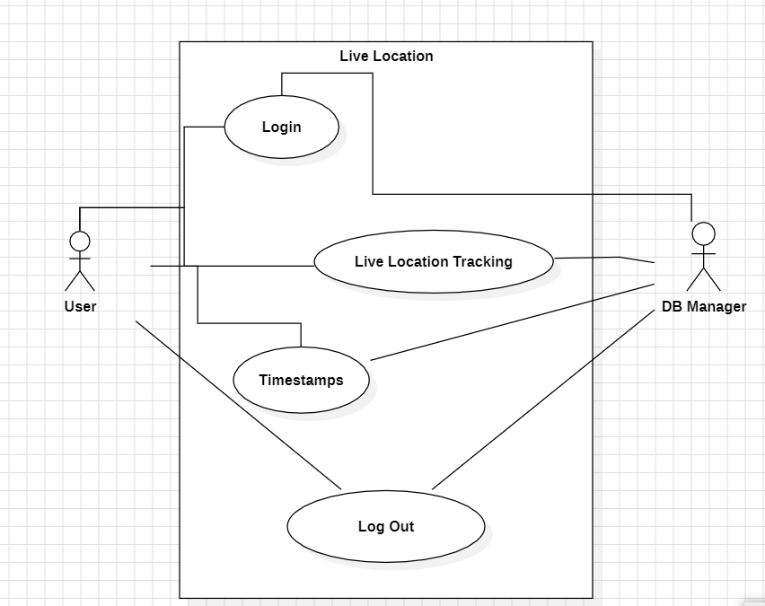 Live Location
Login
Live Location Tracking
User
DB Manager
Timestamps
Log Out